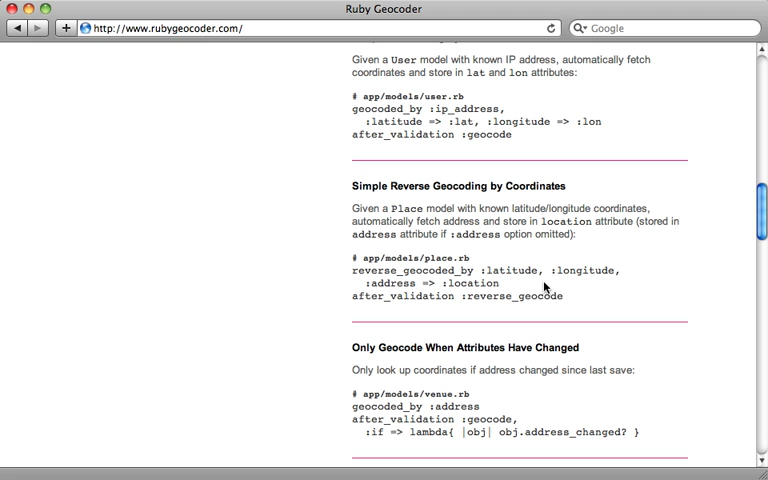 Ruby Geocoder
http://www.rubygeocoder.com/
Google
Given a User model with known IP address, automatically fetch
coordinates and store in lat and lon attributes:
# app/models/user.rb
geocoded_by :ip_address,
:latitude => :lat, :longitude => :lon
after_validation :geocode
Simple Reverse Geocoding by Coordinates
Given a Place model with known latitude/longitude coordinates,
automatically fetch address and store in location attribute (stored in
address attribute if :address option omitted):
# app/models/place.rb
reverse_geocoded_by :latitude, :longitude,
:address => :location
after_validation :reverse_geocode
Only Geocode When Attributes Have Changed
Only look up coordinates if address changed since last save:
# app/models/venue.rb
geocoded_by :address
after_validation :geocode,
:if => lambda{ |obj| obj.address_changed? }